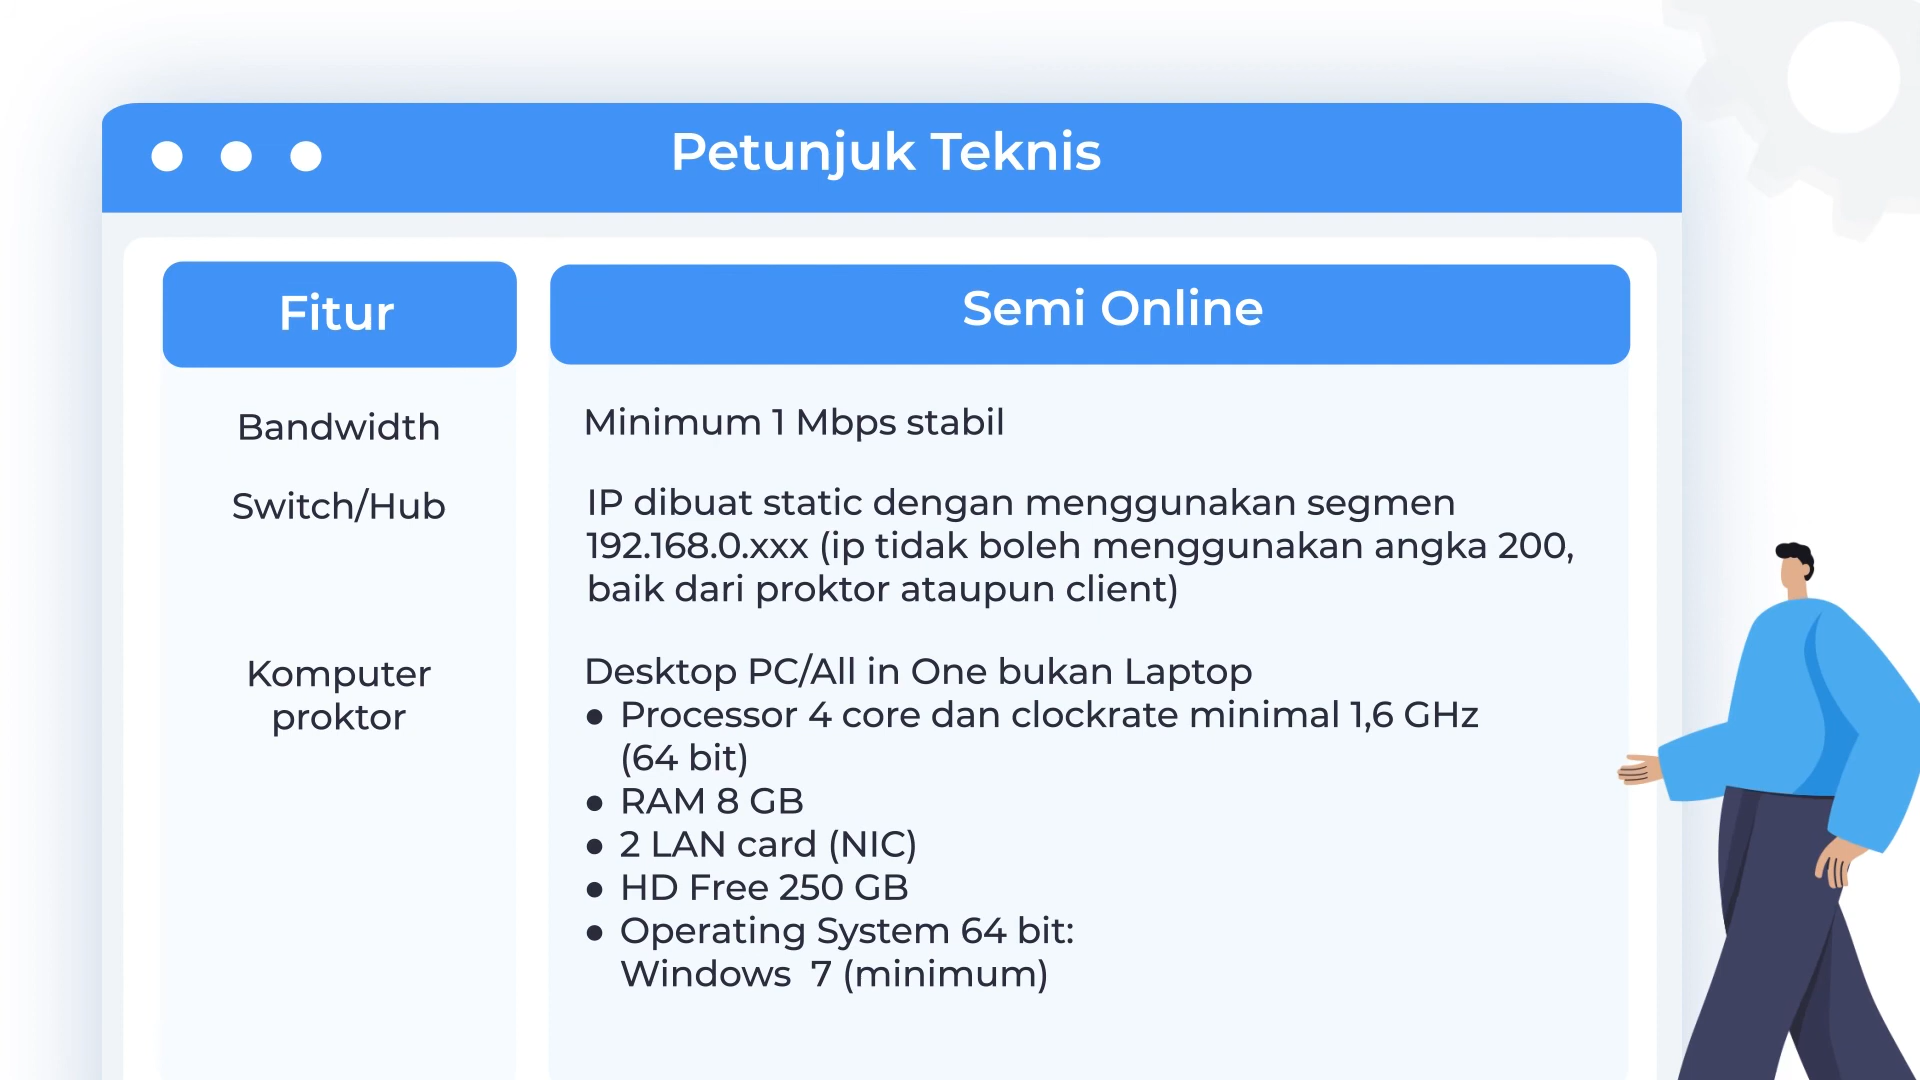 Petunjuk Teknis
Fitur
Semi Online
Bandwidth
Minimum 1 Mbps stabil
Switch/Hub
IP dibuat static dengan menggunakan segmen
192.168.0.xxx (ip tidak boleh menggunakan angka 200,
baik dari proktor ataupun client)
Komputer
proktor
Desktop PC/All in One bukan Laptop
● Processor 4 core dan clockrate minimal 1,6 GHz
(64 bit)
● RAM 8 GB
● 2 LAN card (NIC)
● HD Free 250 GB
● Operating System 64 bit:
Windows  7 (minimum)